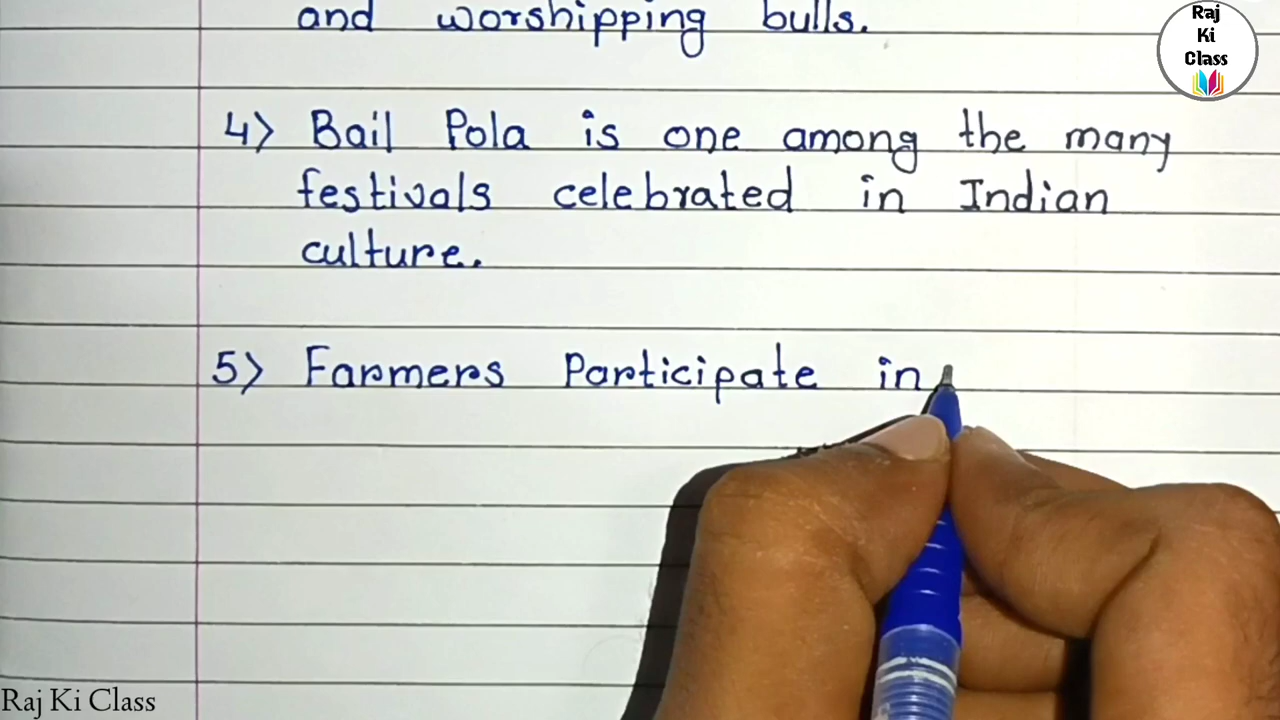 and worshipping bulls.
Raj
Ki
Class
4) Bail Pola is one among the many
festivals celebrated in Indian
culture.
5) Farmers Participate in
Raj Ki Class